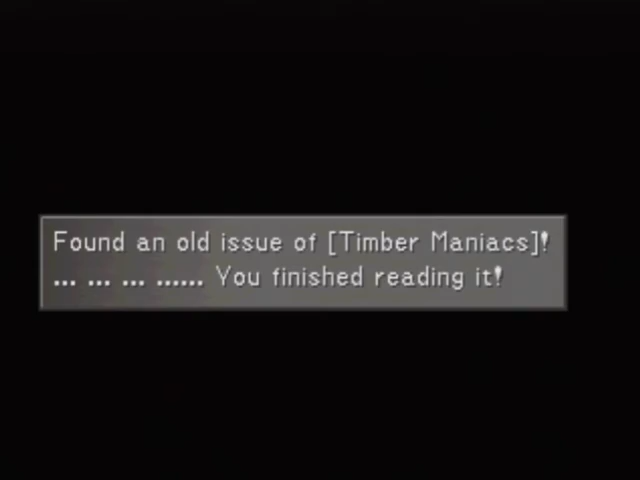 Found an old issue of [Timber Maniacs]!
... ... ... ...... You finished reading it!